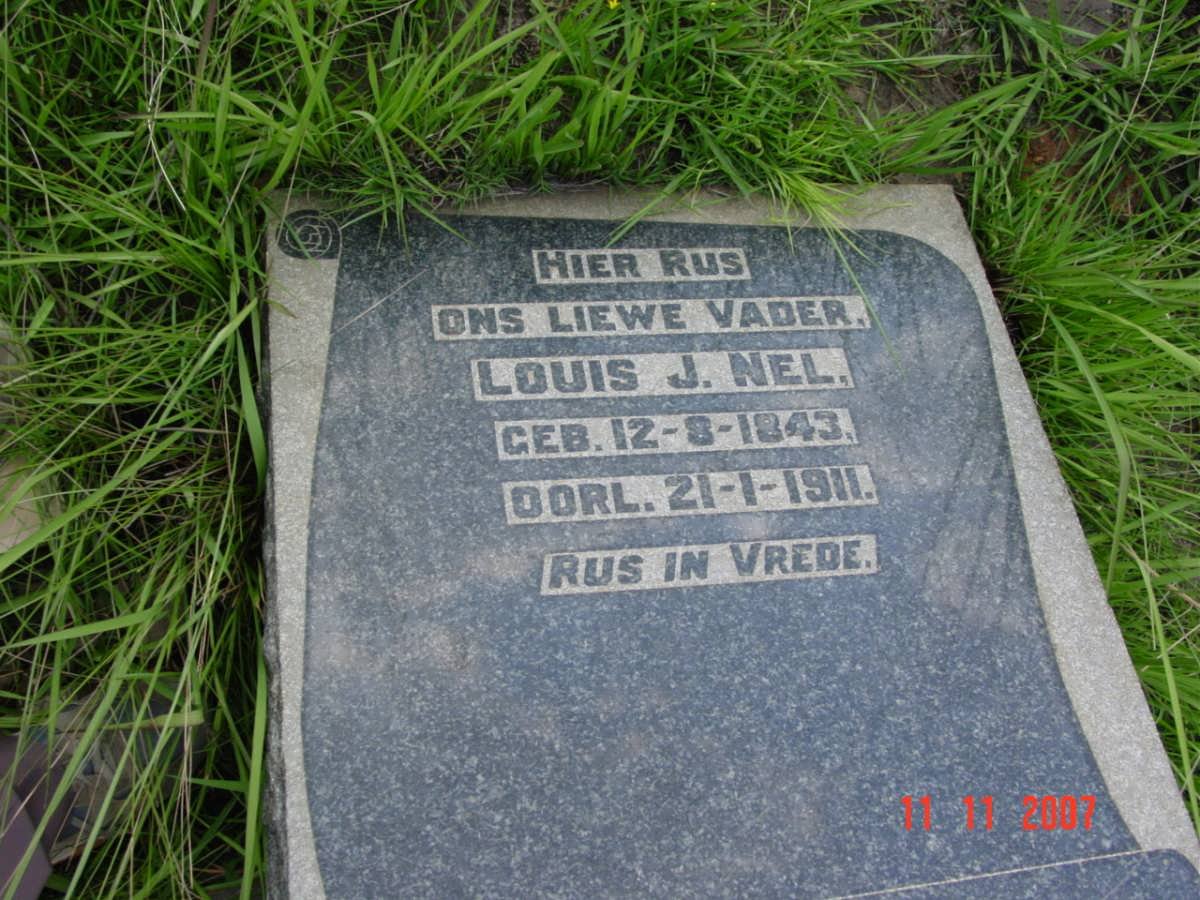 HIER RUS
ONS LIEWE VADER,
LOUIS J. NEL,
GEB. 12-8-1843,
OORL. 21-1-1911.
RUS IN VREDE.
11 11 2007